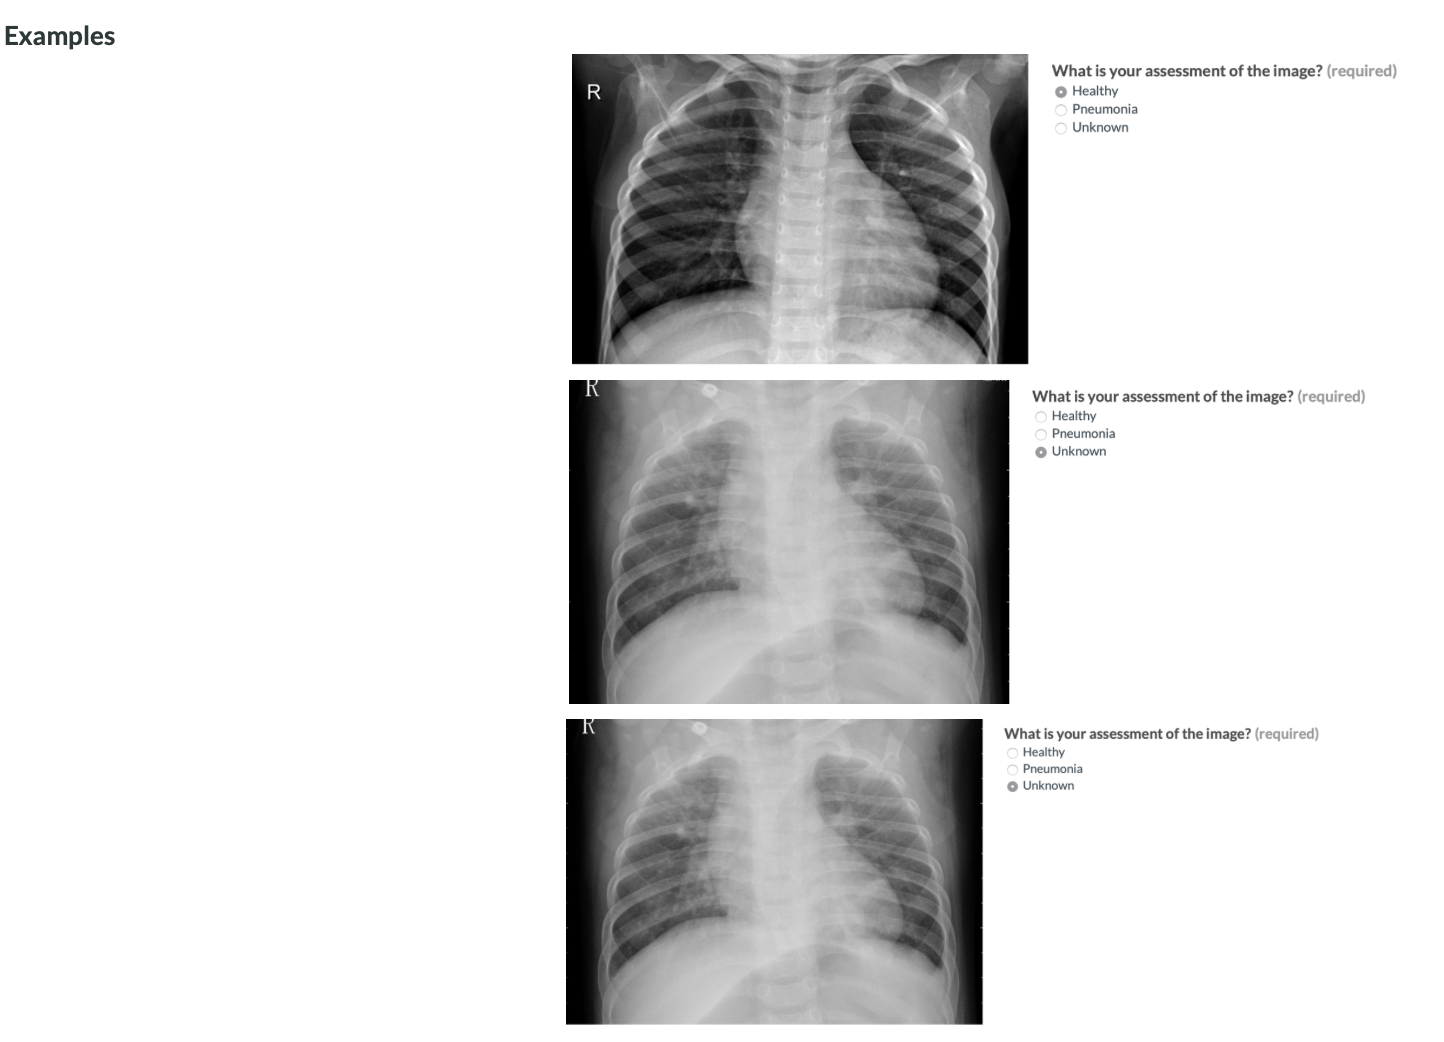 Examples
R
What is your assessment of the image? (required)
Healthy
Pneumonia
Unknown
R
What is your assessment of the image? (required)
Healthy
Pneumonia
Unknown
R
What is your assessment of the image? (required)
Healthy
Pneumonia
Unknown